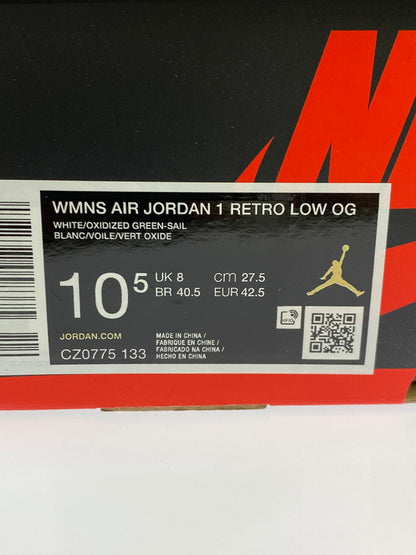 WMNS AIR JORDAN 1 RETRO LOW OG
WHITE/OXIDIZED GREEN-SAIL
BLANC/VOILE/VERT OXIDE
10⁵
UK 8 cm 27.5
BR 40.5 EUR 42.5
JORDAN.COM
CZ0775 133
MADE IN CHINA /
FABRIQUE EN CHINE /
FABRICADO NA CHINA /
HECHO EN CHINA